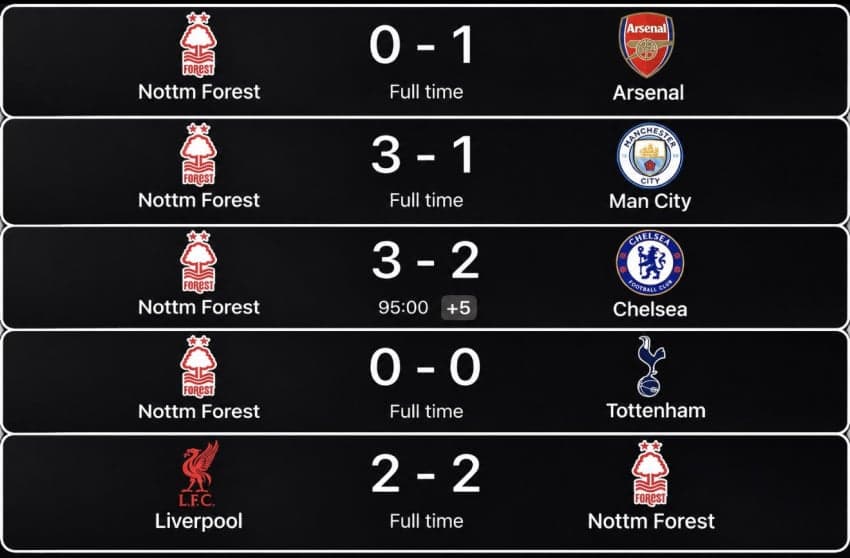 FOREST
0 - 1
Arsenal
Nottm Forest
Full time
Arsenal
FOREST
3 - 1
MANCHESTER
CITY
Nottm Forest
Full time
Man City
FOREST
3 - 2
CHELSEA
FOOTBALL CLUB
Nottm Forest
95:00 +5
Chelsea
FOREST
0 - 0
Nottm Forest
Full time
Tottenham
L.F.C.
2 - 2
FOREST
Liverpool
Full time
Nottm Forest